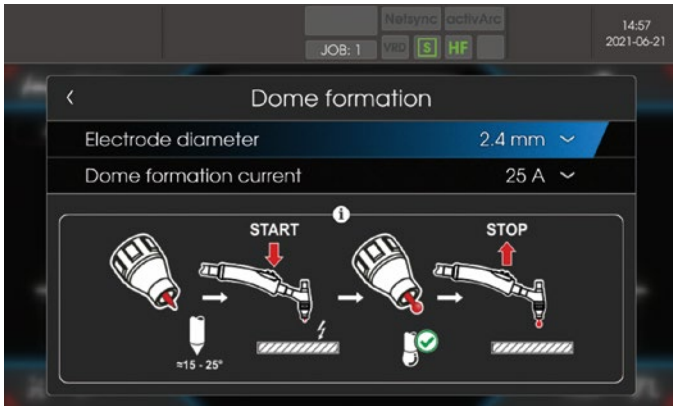 Netsync activArc
14:57
JOB: 1 VRD S HF
2021-06-21
Dome formation
Electrode diameter 2.4 mm
Dome formation current 25 A
i
START STOP
≈15 - 25°